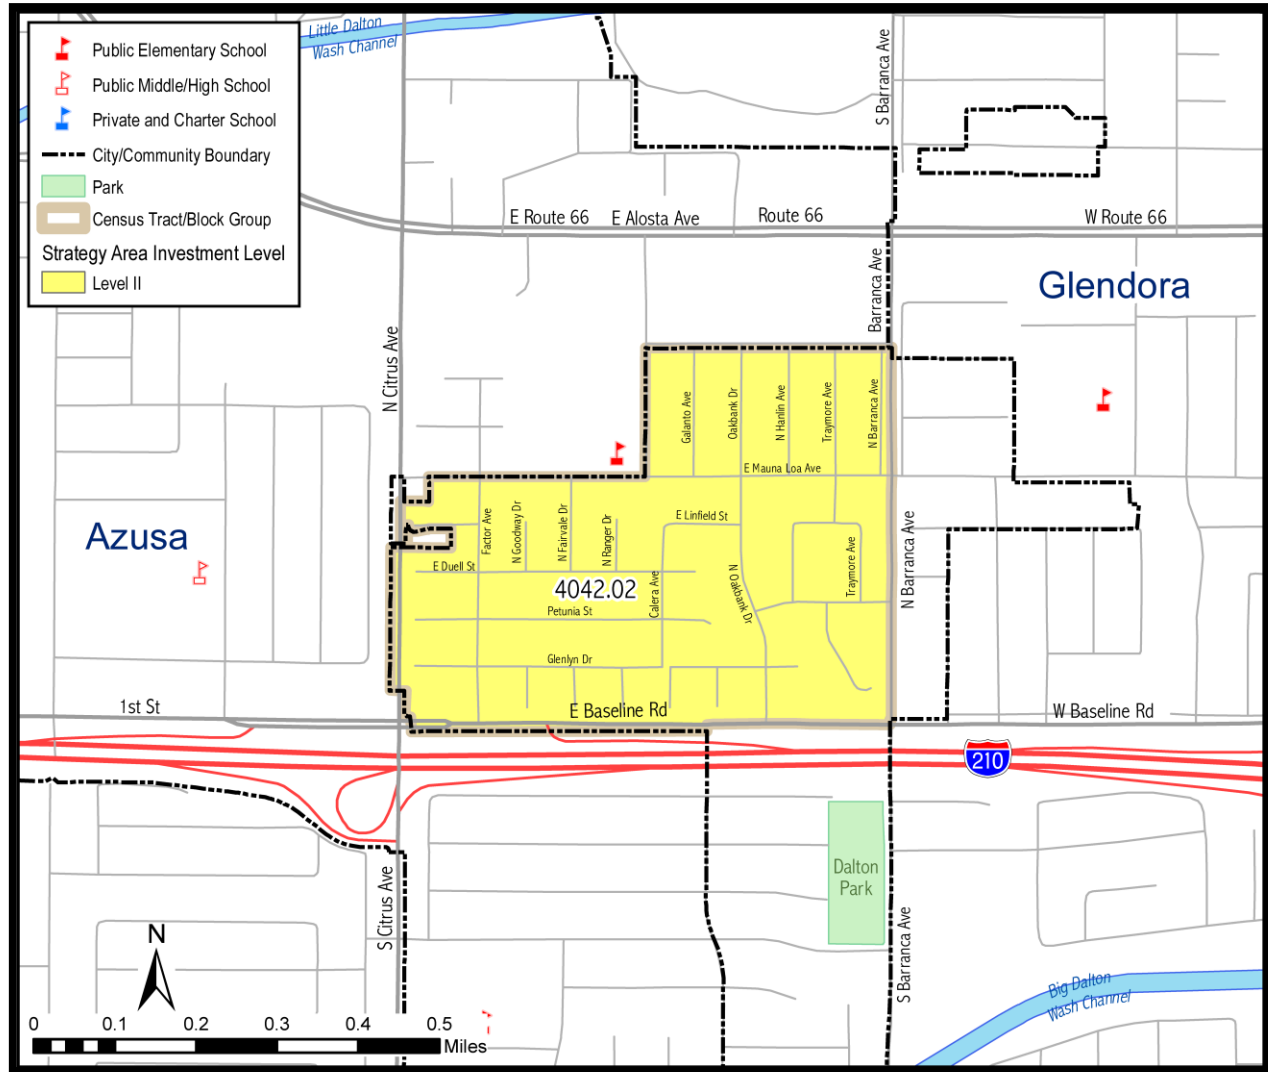 Little Dalton
Wash Channel
S Barranca Ave
Public Elementary School
Public Middle/High School
Private and Charter School
City/Community Boundary
Park
Census Tract/Block Group
Strategy Area Investment Level
Level II
E Route 66
E Alosta Ave
Route 66
W Route 66
Barranca Ave
Glendora
N Citrus Ave
Galanto Ave
Oakbank Dr
N Hanlin Ave
Traymore Ave
N Barranca Ave
E Mauna Loa Ave
Azusa
Factor Ave
N Goodway Dr
N Fairvale Dr
N Ranger Dr
E Linfield St
Traymore Ave
N Barranca Ave
E Duell St
4042.02
Calera Ave
N Oakbank Dr
Petunia St
Glenlyn Dr
1st St
E Baseline Rd
W Baseline Rd
210
Dalton
Park
S Citrus Ave
S Barranca Ave
N
Big Dalton
Wash Channel
0 0.1 0.2 0.3 0.4 0.5
Miles